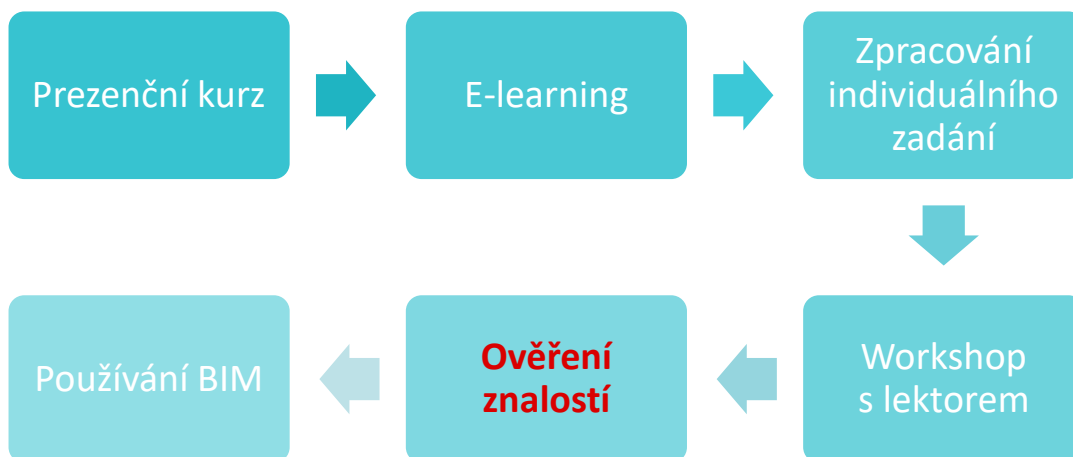 Prezenční kurz
E-learning
Zpracování
individuálního
zadání
Workshop
s lektorem
Ověření
znalostí
Používání BIM